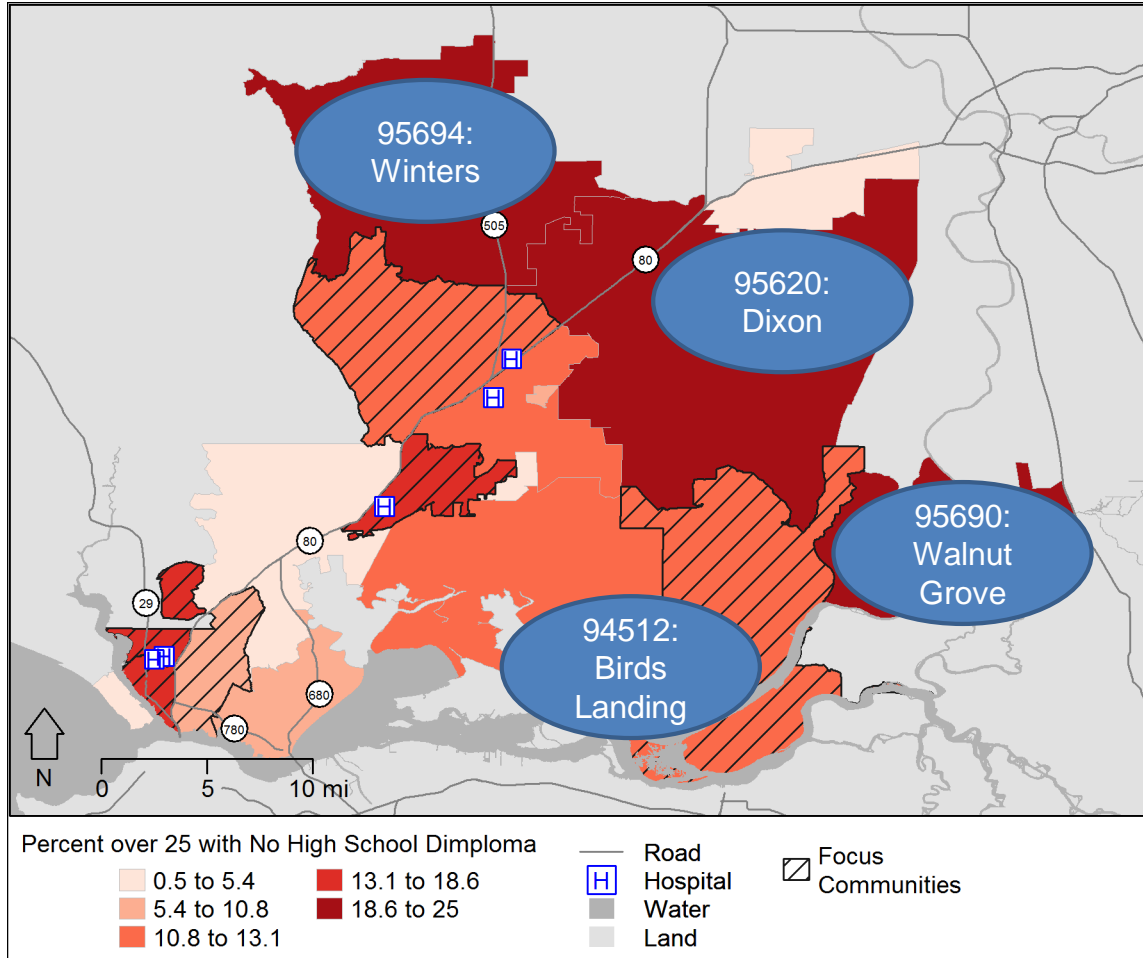 95694:
Winters
505
80
95620:
Dixon
H
H
H
80
95690:
Walnut
Grove
29
94512:
Birds
Landing
H H
680
780
N
0 5 10 mi
Percent over 25 with No High School Dimploma
0.5 to 5.4
5.4 to 10.8
10.8 to 13.1
13.1 to 18.6
18.6 to 25
Road
H Hospital
Water
Land
Focus
Communities